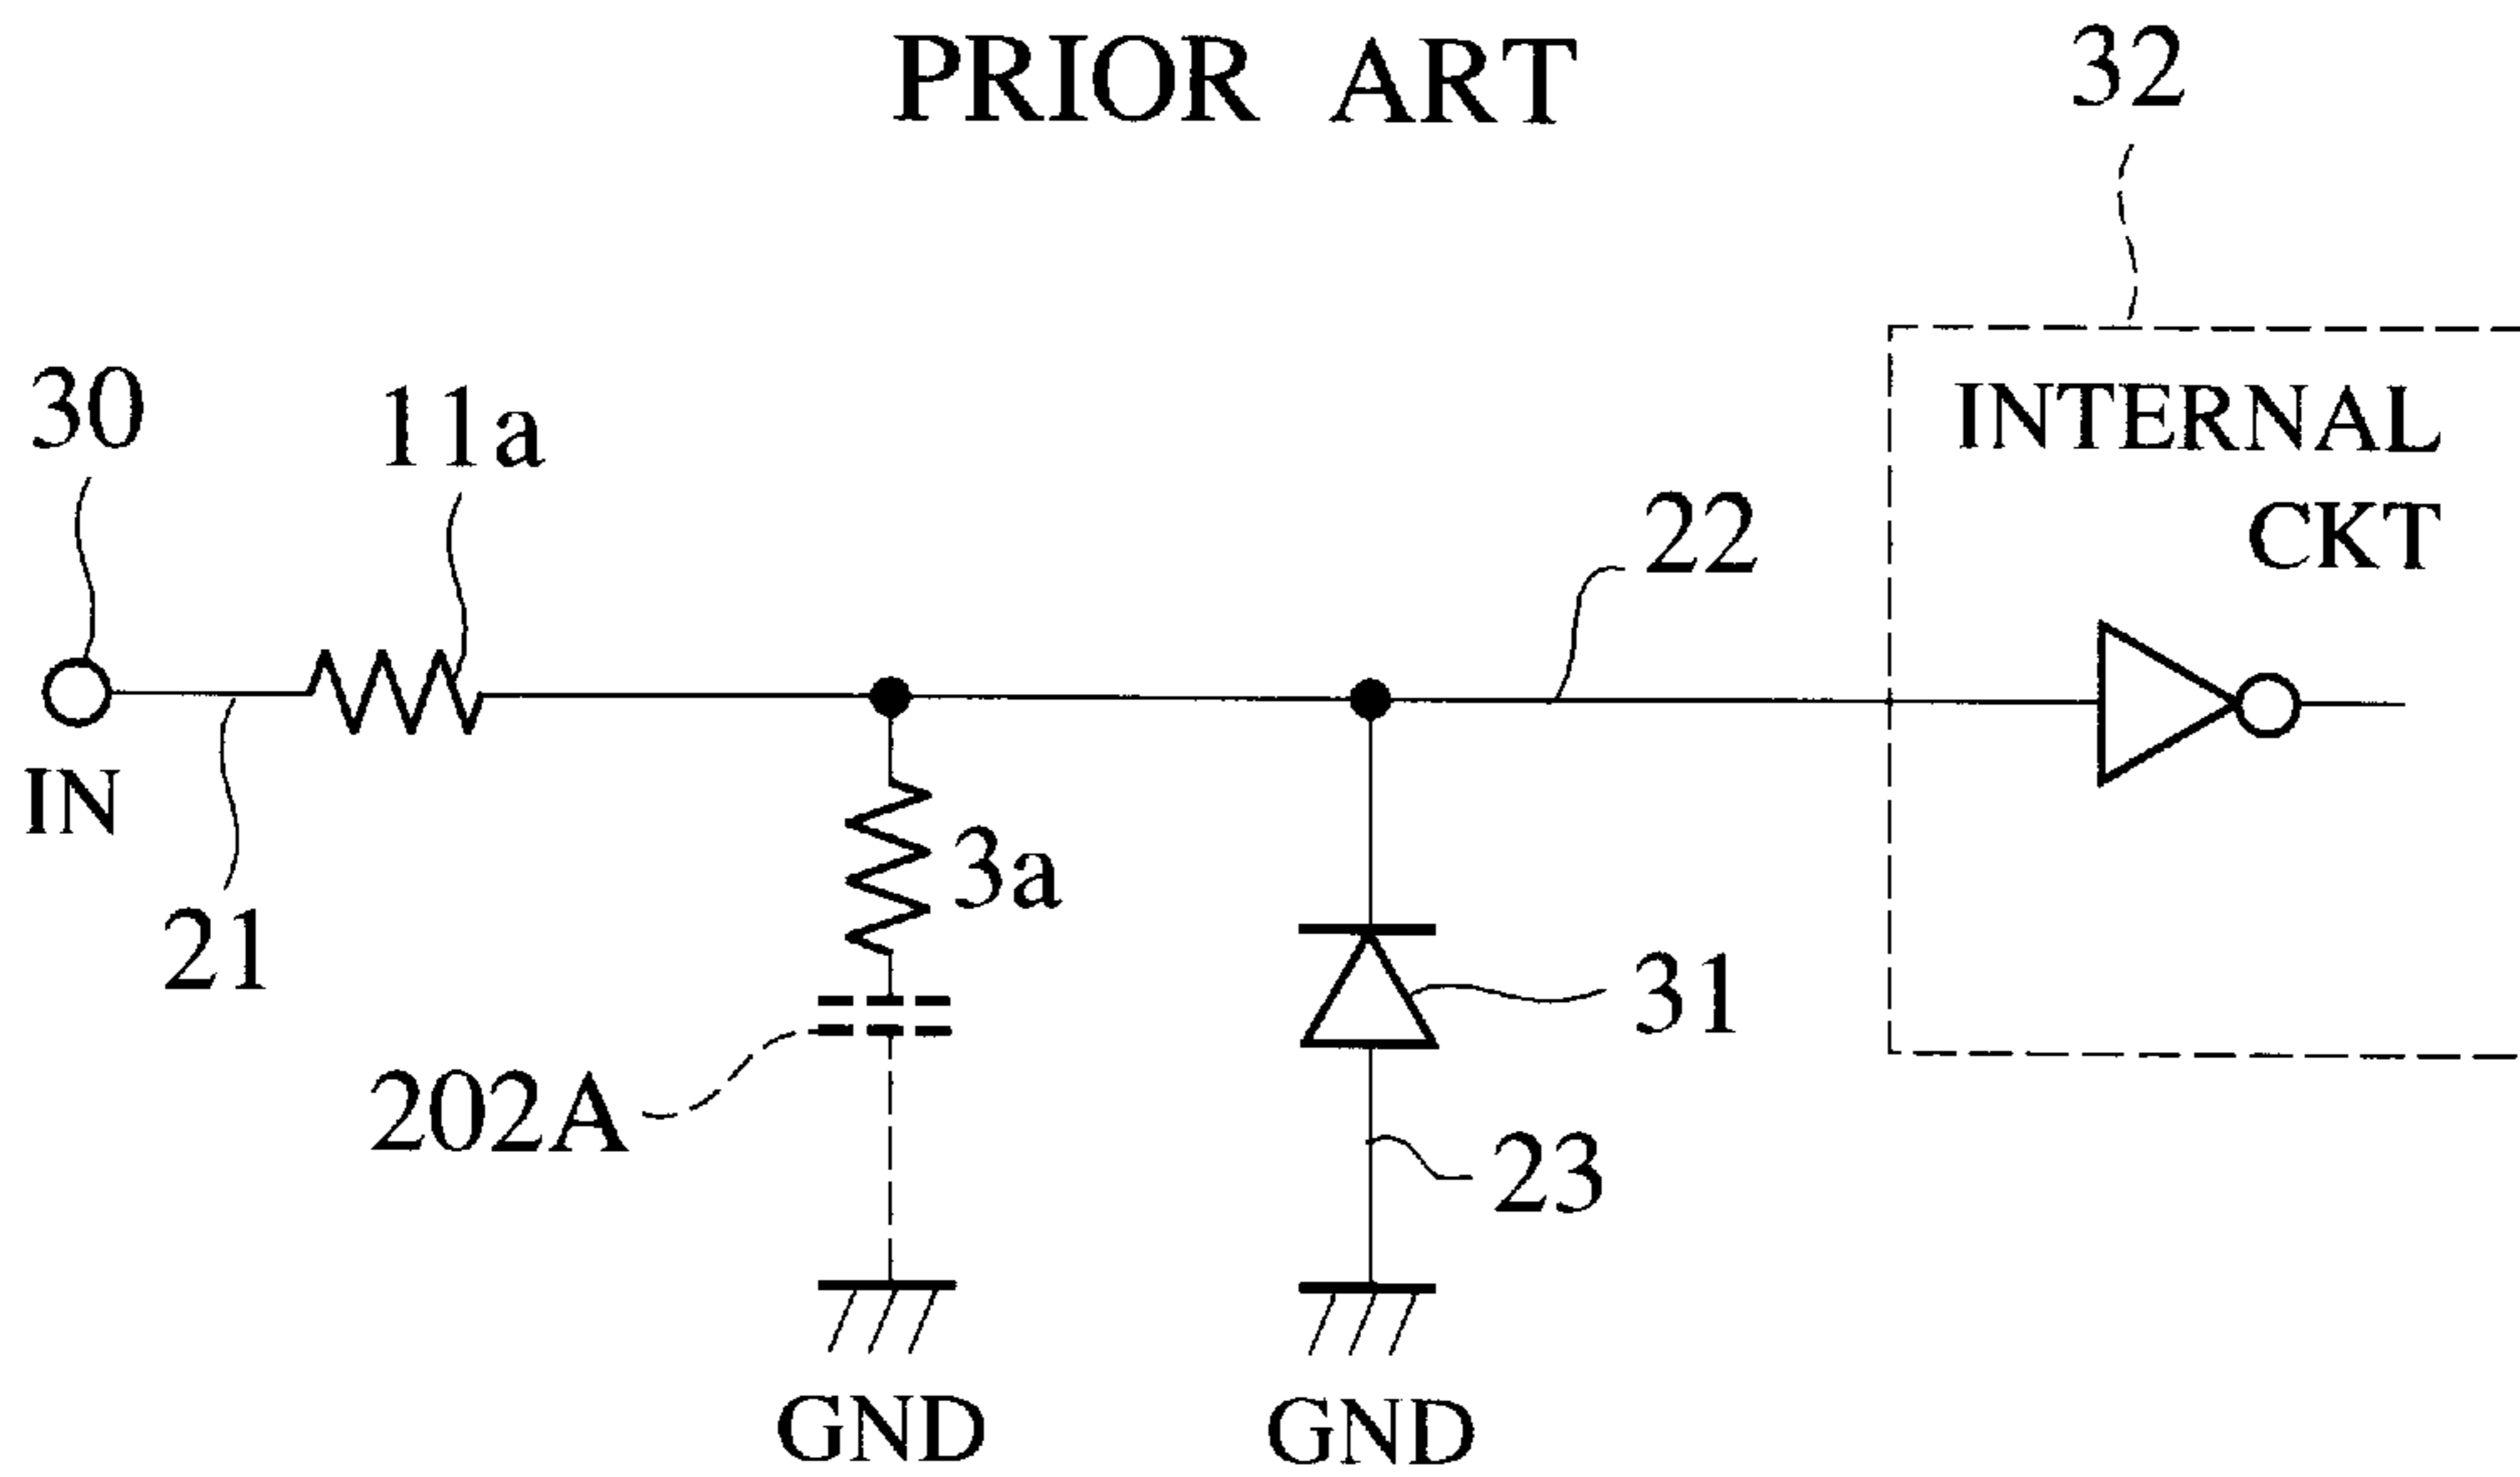 PRIOR ART
32
30
11a
INTERNAL
CKT
22
IN
3a
21
31
202A
23
GND
GND